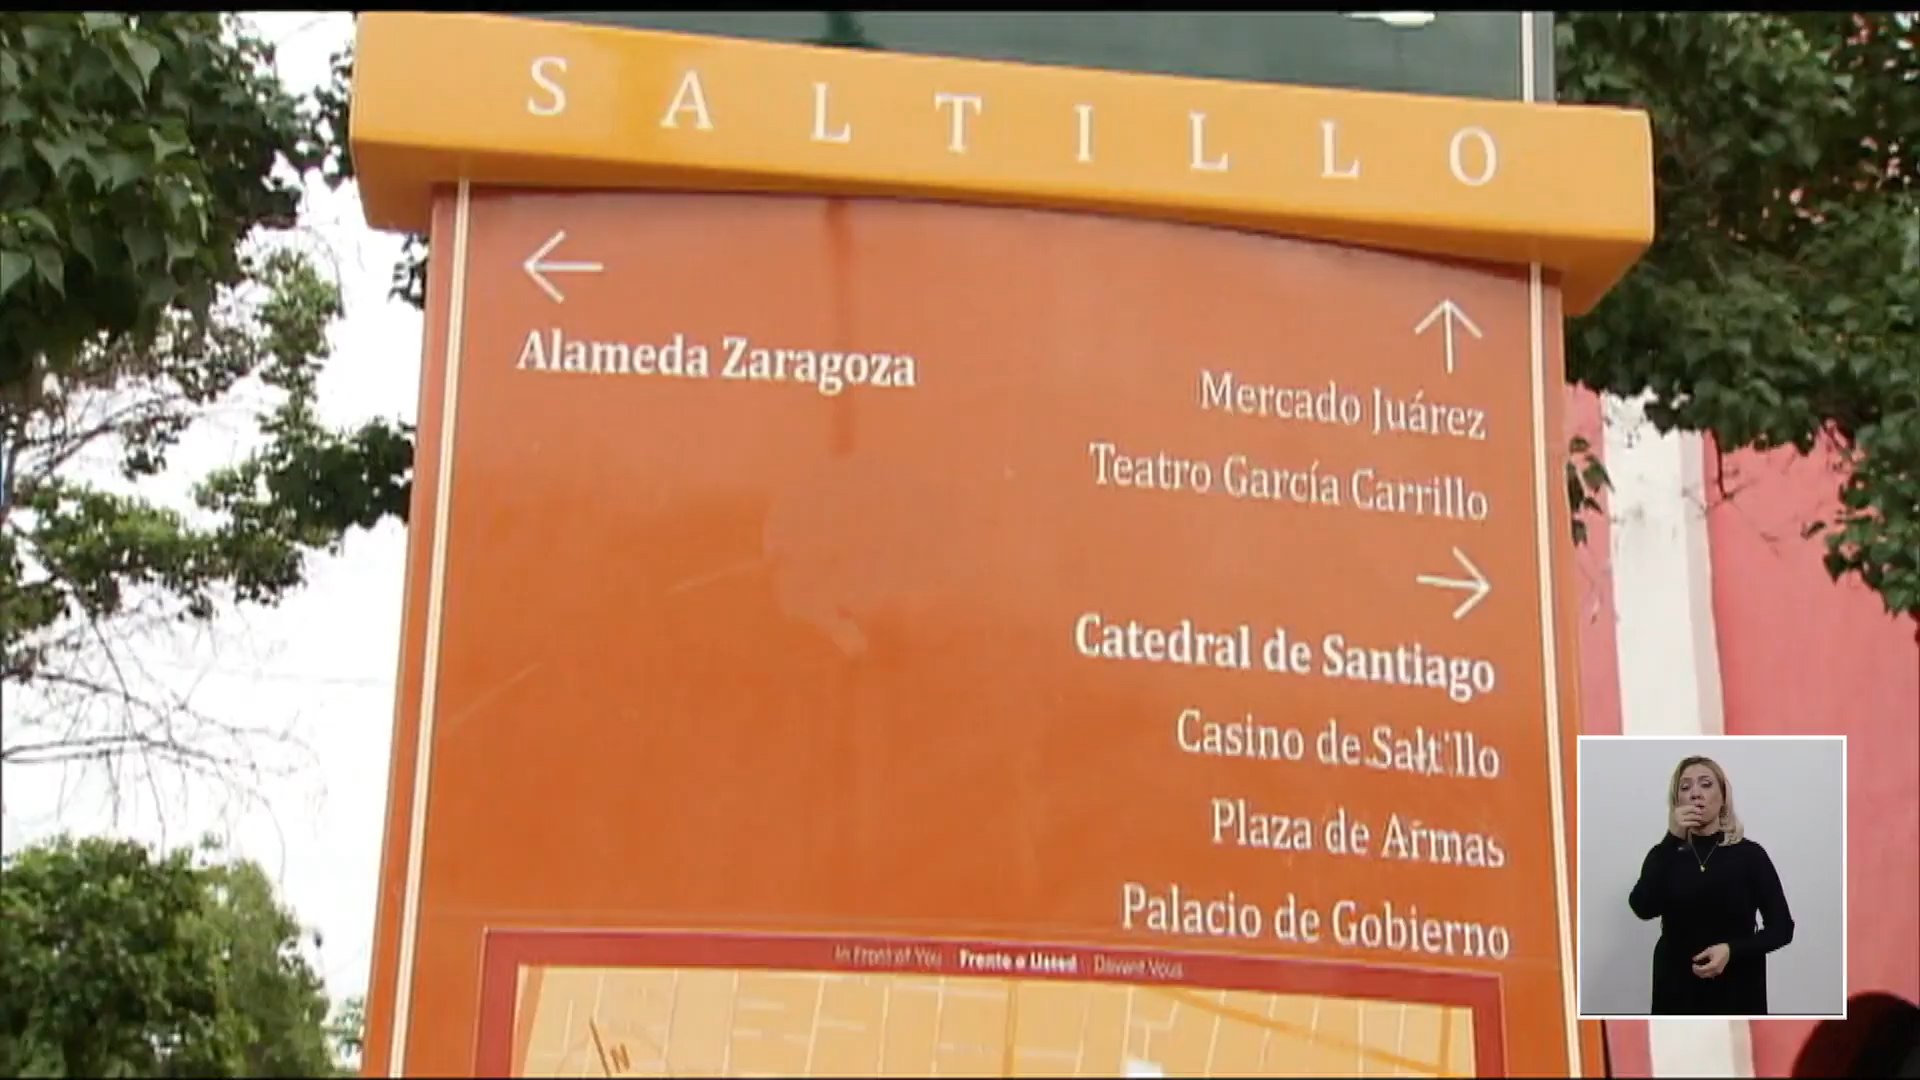 SALTILLO
←
Alameda Zaragoza
↑
Mercado Juárez
Teatro García Carrillo
→
Catedral de Santiago
Casino de Saltillo
Plaza de Armas
Palacio de Gobierno
In Front of You Frente a Usted Devant Vous
N